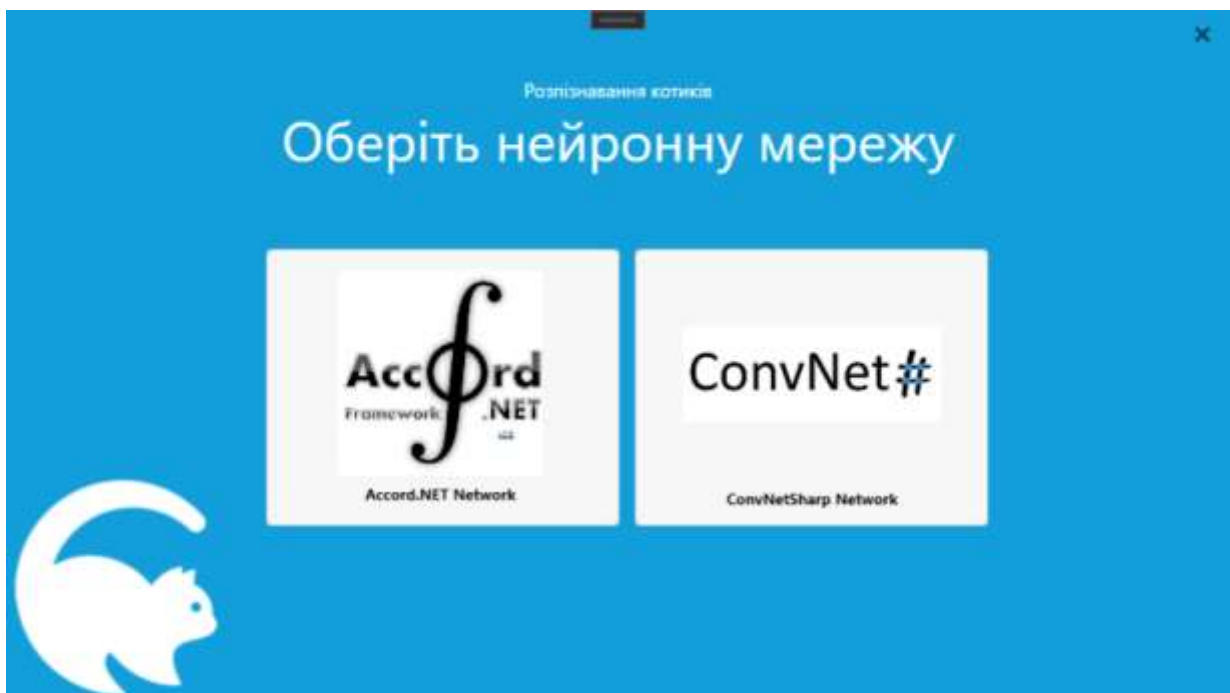 Розпізнавання котиків
Оберіть нейронну мережу
Accord
Framework .NET
Accord.NET Network
ConvNet#
ConvNetSharp Network